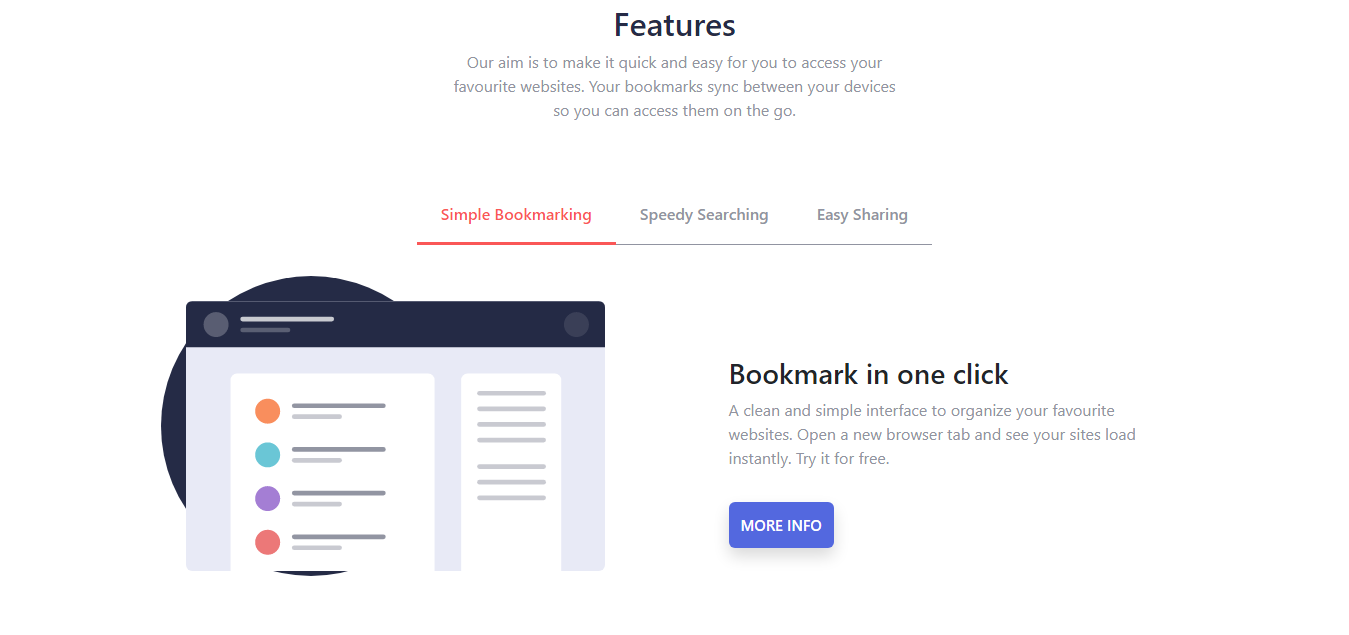 Features
Our aim is to make it quick and easy for you to access your
favourite websites. Your bookmarks sync between your devices
so you can access them on the go.
Simple Bookmarking
Speedy Searching
Easy Sharing
Bookmark in one click
A clean and simple interface to organize your favourite
websites. Open a new browser tab and see your sites load
instantly. Try it for free.
MORE INFO